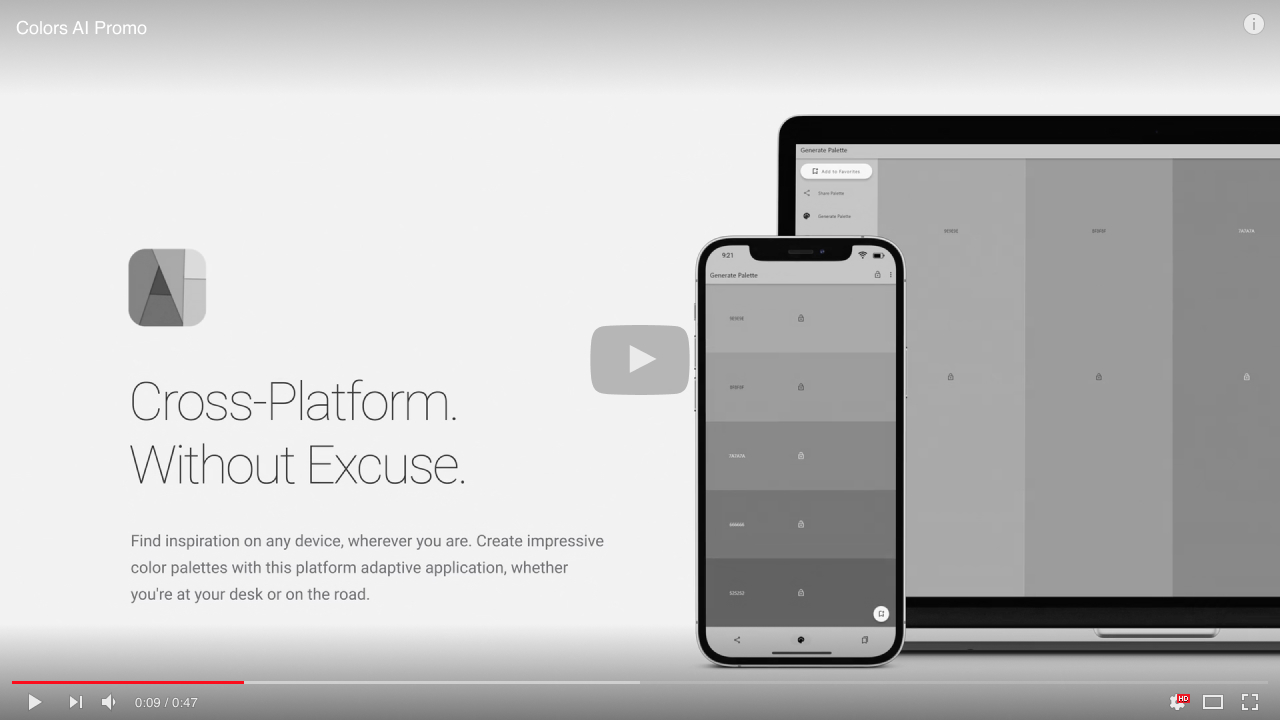 Colors AI Promo
Generate Palette
Add to Favorites
Share Palette
Generate Palette
9:21
Generate Palette
Cross-Platform.
Without Excuse.
Find inspiration on any device, wherever you are. Create impressive
color palettes with this platform adaptive application, whether
you're at your desk or on the road.
7A7A7A
7A7A7A
0:09 / 0:47
HD